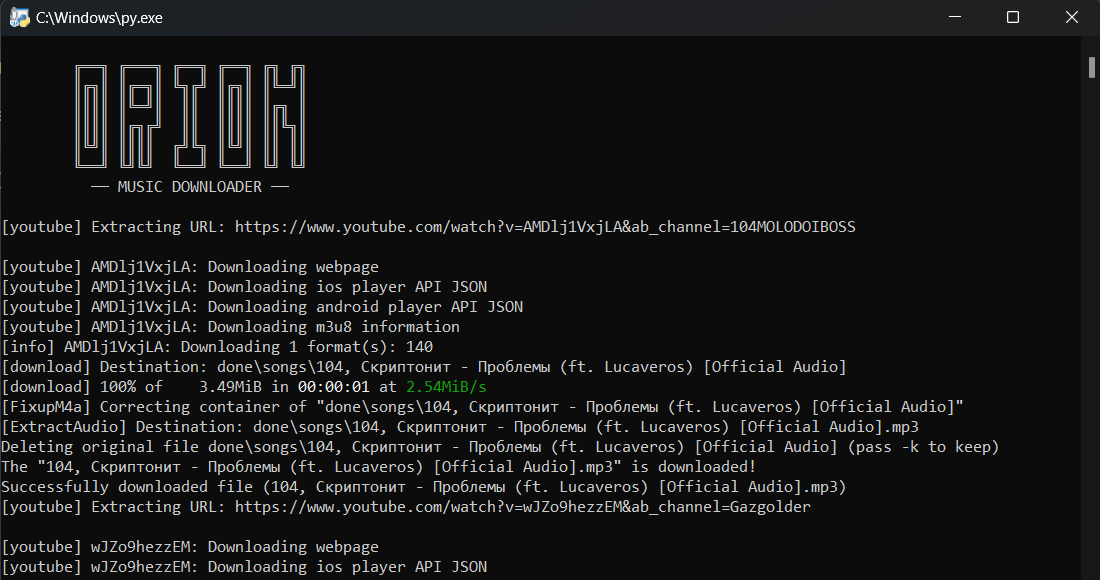 C:\Windows\py.exe
ORION
── MUSIC DOWNLOADER ──
[youtube] Extracting URL: https://www.youtube.com/watch?v=AMDlj1VxjLA&ab_channel=104MOLODOIBOSS
[youtube] AMDlj1VxjLA: Downloading webpage
[youtube] AMDlj1VxjLA: Downloading ios player API JSON
[youtube] AMDlj1VxjLA: Downloading android player API JSON
[youtube] AMDlj1VxjLA: Downloading m3u8 information
[info] AMDlj1VxjLA: Downloading 1 format(s): 140
[download] Destination: done\songs\104, Скриптонит - Проблемы (ft. Lucaveros) [Official Audio]
[download] 100% of    3.49MiB in 00:00:01 at 2.54MiB/s
[FixupM4a] Correcting container of "done\songs\104, Скриптонит - Проблемы (ft. Lucaveros) [Official Audio]"
[ExtractAudio] Destination: done\songs\104, Скриптонит - Проблемы (ft. Lucaveros) [Official Audio].mp3
Deleting original file done\songs\104, Скриптонит - Проблемы (ft. Lucaveros) [Official Audio] (pass -k to keep)
The "104, Скриптонит - Проблемы (ft. Lucaveros) [Official Audio].mp3" is downloaded!
Successfully downloaded file (104, Скриптонит - Проблемы (ft. Lucaveros) [Official Audio].mp3)
[youtube] Extracting URL: https://www.youtube.com/watch?v=wJZo9hezzEM&ab_channel=Gazgolder
[youtube] wJZo9hezzEM: Downloading webpage
[youtube] wJZo9hezzEM: Downloading ios player API JSON